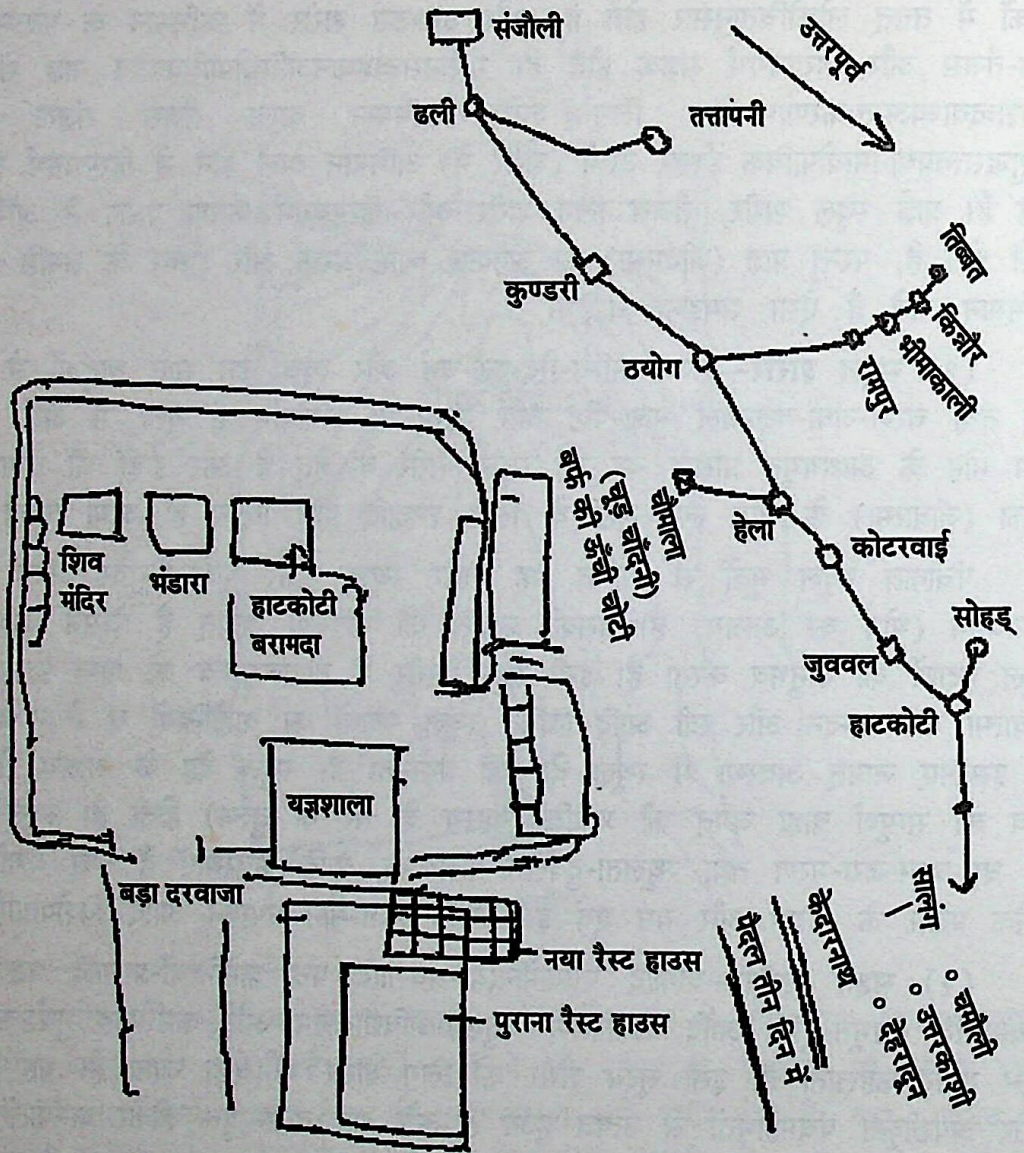 संजौली
उत्तरपूर्व
ढली
तत्तापंनी
कुण्डरी
तिब्बत
किन्नौर
भीमाकाली
रामपुर
ठयोग
बर्फ की ऊँची चोटी
(चूड़ चाँदनी)
चौमाला
हेला
कोटरवाई
सोहड्
जुववल
हाटकोटी
शिव
मंदिर
भंडारा
हाटकोटी
बरामदा
यज्ञशाला
बड़ा दरवाजा
नया रैस्ट हाउस
पुराना रैस्ट हाउस
सालंग
केदारनाथ
पैदल तीन दिन में
चमौली
उत्तरकाशी
देहरादून